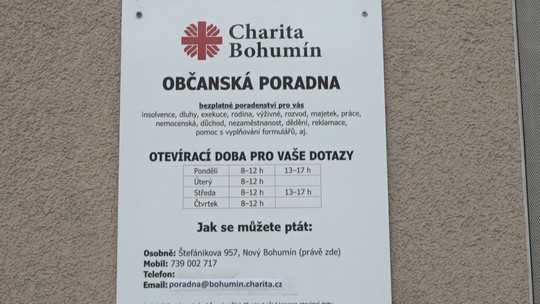 Charita
Bohumín
OBČANSKÁ PORADNA
bezplatné poradenství pro vás
insolvence, dluhy, exekuce, rodina, výživné, rozvod, majetek, práce,
nemocenská, důchod, nezaměstnanost, dědění, reklamace,
pomoc s vyplňování formulářů, aj.
OTEVÍRACÍ DOBA PRO VAŠE DOTAZY
Pondělí 8–12 h 13–17 h
Úterý 8–12 h
Středa 8–12 h 13–17 h
Čtvrtek 8–12 h
Jak se můžete ptát:
Osobně: Štefánikova 957, Nový Bohumín (právě zde)
Mobil: 739 002 717
Telefon:
Email: poradna@bohumin.charita.cz